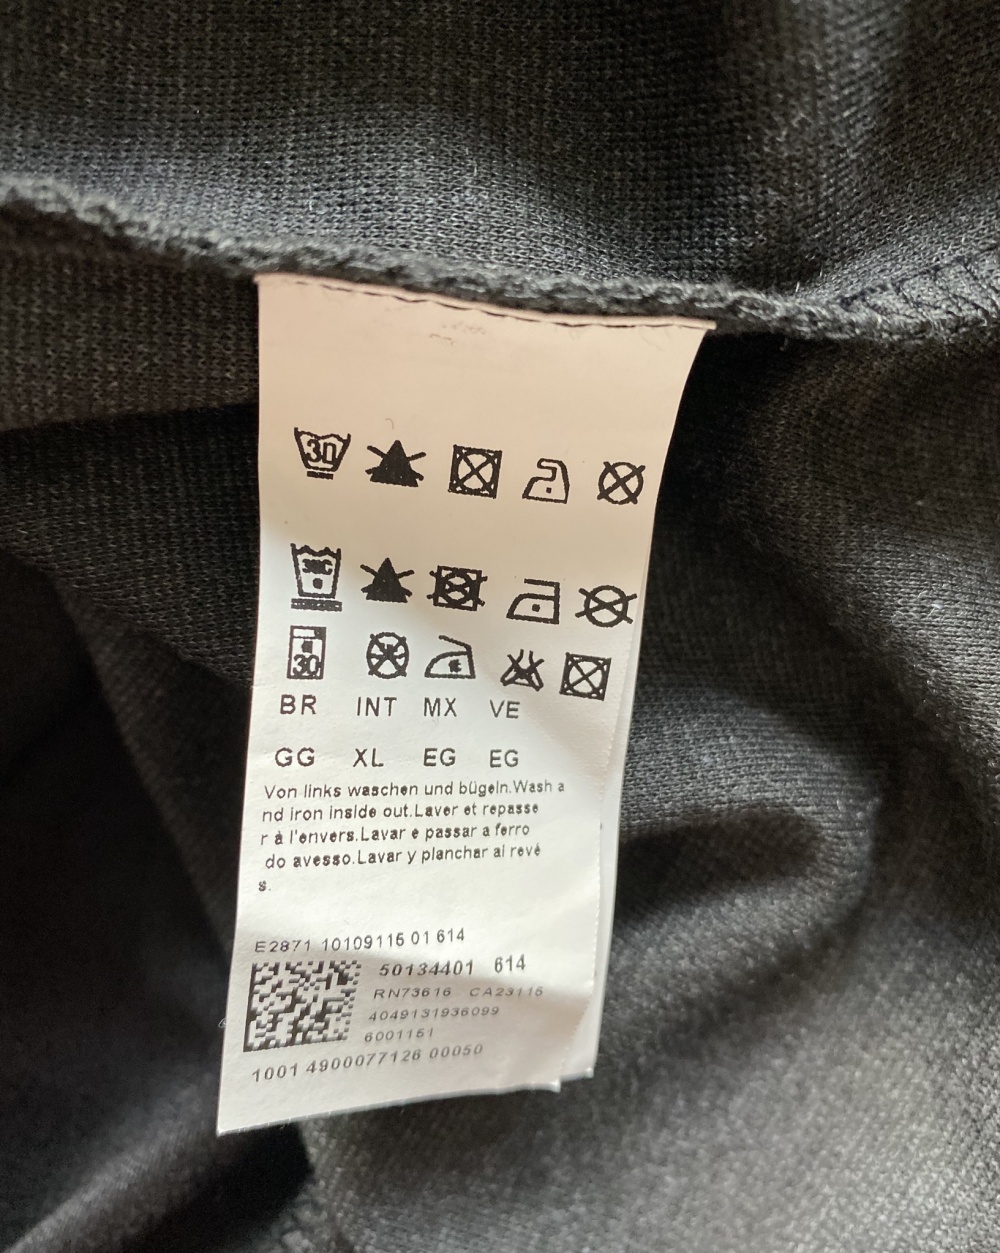 30
30C
30
BR INT MX VE
GG XL EG EG
Von links waschen und bügeln.Wash a
nd iron inside out.Laver et repasse
r à l'envers.Lavar e passar a ferro
do avesso.Lavar y planchar al revé
s.
E2871 10109116 01 614
50134401 614
RN73616 CA23115
4049131936099
6001151
1001 4900077126 00050